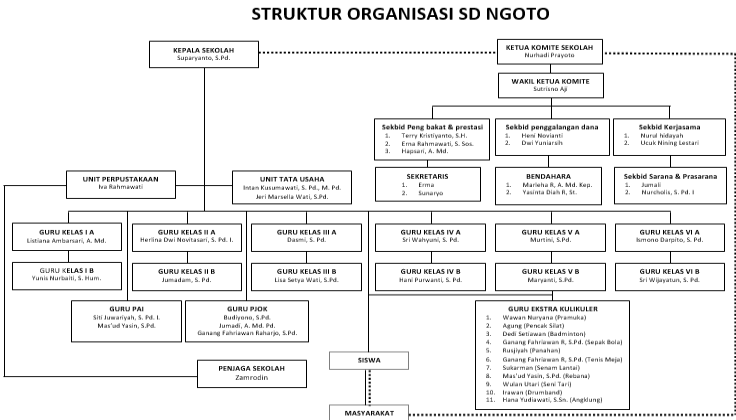 STRUKTUR ORGANISASI SD NGOTO
KEPALA SEKOLAH
Suparyanto, S.Pd.
KETUA KOMITE SEKOLAH
Nurhadi Prayoto
WAKIL KETUA KOMITE
Sutrisno Aji
Sekbid Peng bakat & prestasi
1. Terry Kristiyanto, S.H.
2. Erna Rahmawati, S. Sos.
3. Hapsari, A. Md.
Sekbid penggalangan dana
1. Heni Novianti
2. Dwi Yuniarsih
Sekbid Kerjasama
1. Nurul hidayah
2. Ucuk Nining Lestari
SEKRETARIS
1. Erma
2. Sunaryo
BENDAHARA
1. Marleha R, A. Md. Kep.
2. Yasinta Diah R, St.
Sekbid Sarana & Prasarana
1. Jumali
2. Nurcholis, S. Pd. I
UNIT PERPUSTAKAAN
Iva Rahmawati
UNIT TATA USAHA
Intan Kusumawati, S. Pd., M. Pd.
Jeri Marsella Wati, S.Pd.
GURU KELAS I A
Listiana Ambarsari, A. Md.
GURU KELAS II A
Herlina Dwi Novitasari, S. Pd. I.
GURU KELAS III A
Dasmi, S. Pd.
GURU KELAS IV A
Sri Wahyuni, S. Pd.
GURU KELAS V A
Murtini, S.Pd.
GURU KELAS VI A
Ismono Darpito, S. Pd.
GURU KELAS I B
Yunis Nurbaiti, S. Hum.
GURU KELAS II B
Jumadam, S. Pd.
GURU KELAS III B
Lisa Setya Wati, S.Pd.
GURU KELAS IV B
Hani Purwanti, S. Pd.
GURU KELAS V B
Maryanti, S. Pd.
GURU KELAS VI B
Sri Wijayatun, S. Pd.
GURU PAI
Siti Juwariyah, S. Pd. I.
Mas'ud Yasin, S.Pd.
GURU PJOK
Budiyono, S.Pd.
Jumadi, A. Md. Pd.
Ganang Fahriawan Raharjo, S.Pd.
GURU EKSTRA KULIKULER
1. Wawan Nuryana (Pramuka)
2. Agung (Pencak Silat)
3. Dedi Setiawan (Badminton)
4. Ganang Fahriawan R, S.Pd. (Sepak Bola)
5. Rusjiyah (Panahan)
6. Ganang Fahriawan R, S.Pd. (Tenis Meja)
7. Sukarman (Senam Lantai)
8. Mas'ud Yasin, S.Pd. (Rebana)
9. Wulan Utari (Seni Tari)
10. Irawan (Drumband)
11. Hana Yudiawati, S.Sn. (Angklung)
PENJAGA SEKOLAH
Zamrodin
SISWA
MASYARAKAT